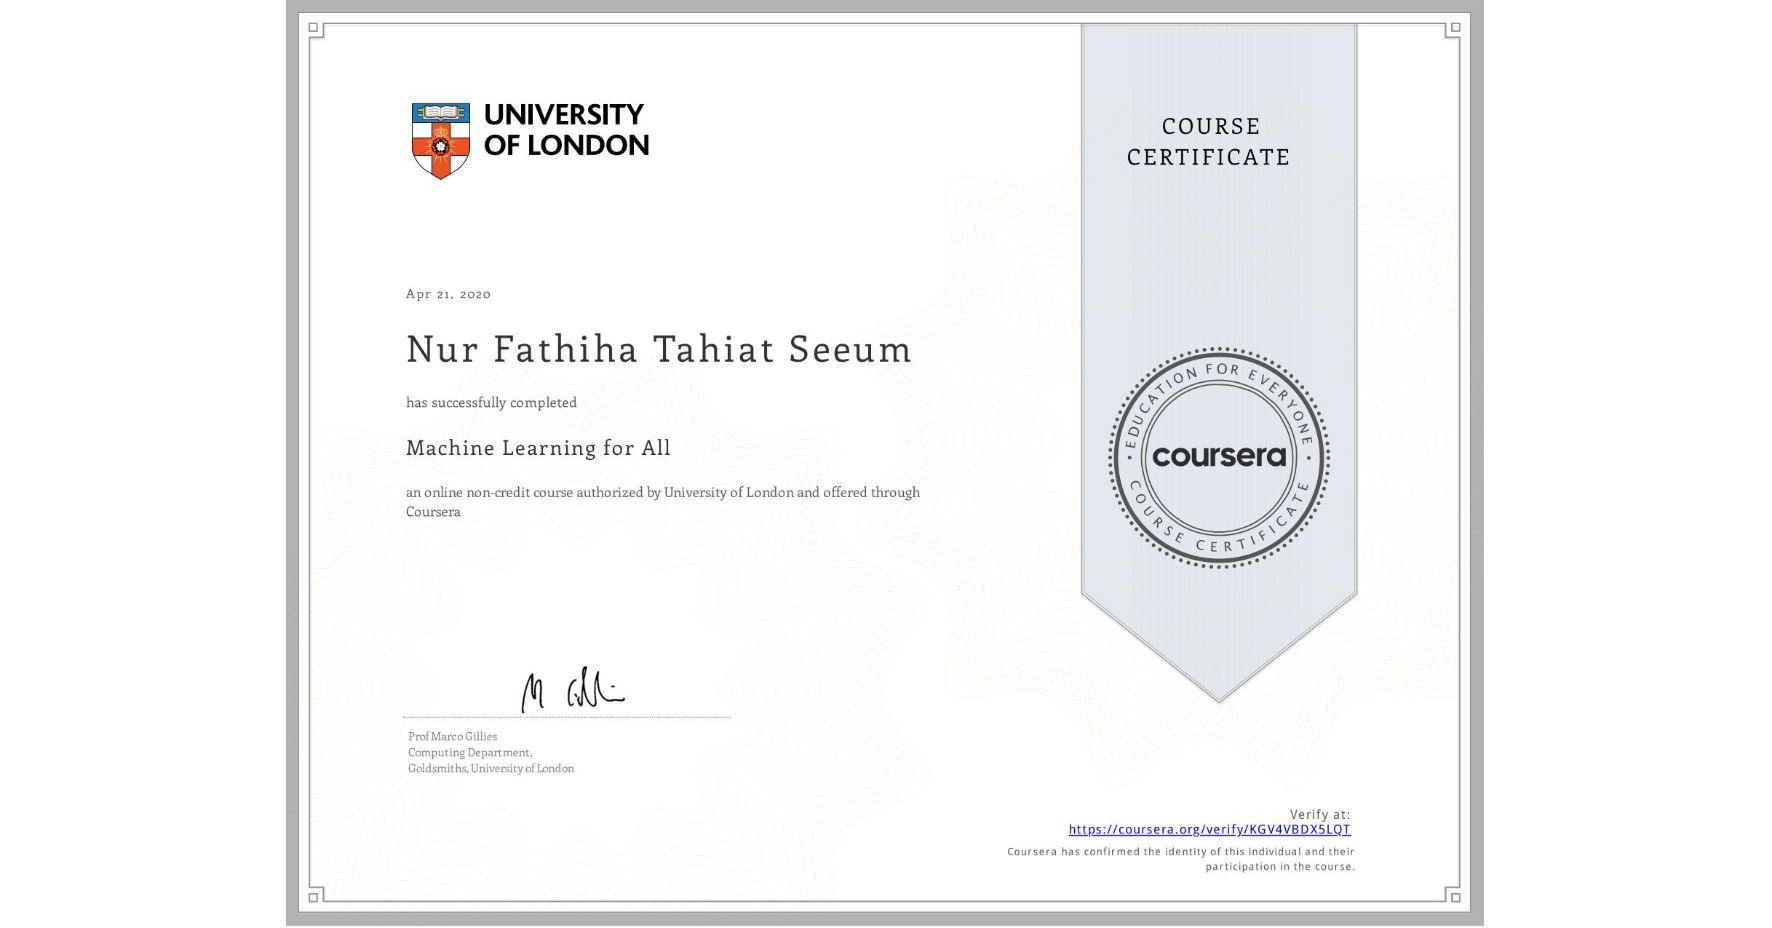 UNIVERSITY
OF LONDON
COURSE
CERTIFICATE
Apr 21, 2020
Nur Fathiha Tahiat Seeum
has successfully completed
Machine Learning for All
an online non-credit course authorized by University of London and offered through
Coursera
EDUCATION FOR EVERYONE
coursera
COURSE CERTIFICATE
Prof Marco Gillies
Computing Department,
Goldsmiths, University of London
Verify at:
https://coursera.org/verify/KGV4VBDX5LQT
Coursera has confirmed the identity of this individual and their
participation in the course.